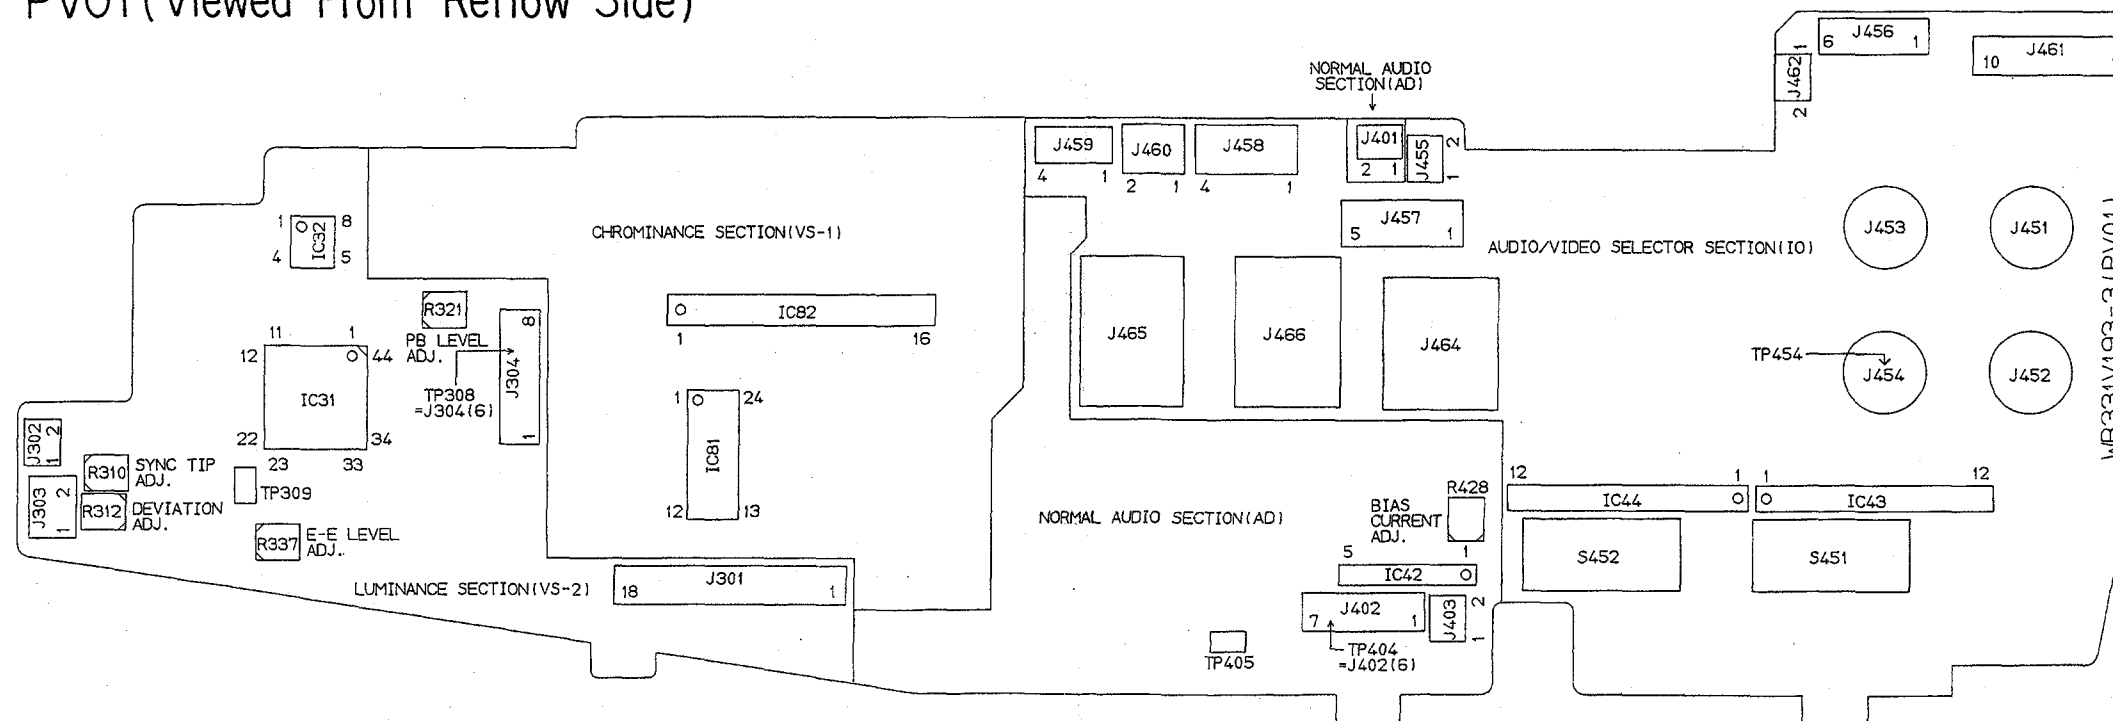 PV01(Viewed From Reflow Side)
6 J456 1
10 J461
J462 1
2
NORMAL AUDIO
SECTION(AD)
J459
4 1
J460
2 1
J458
4 1
J401
2 1
J455
2
1
J457
5 1
CHROMINANCE SECTION(VS-1)
AUDIO/VIDEO SELECTOR SECTION(IO)
J453
J451
1 8
IC32
4 5
R321
PB LEVEL
ADJ.
8
J304
1
TP308
=J304(6)
IC82
1 16
J465
J466
J464
TP454
J454
J452
11 1
12 44
IC31
22 34
23 33
1 24
IC81
12 13
J302
2
1
J303
2
1
R310
SYNC TIP
ADJ.
R312
DEVIATION
ADJ.
TP309
R337
E-E LEVEL
ADJ.
LUMINANCE SECTION(VS-2)
J301
18 1
NORMAL AUDIO SECTION(AD)
R428
BIAS
CURRENT
ADJ.
5 1
IC42
J402
7 1
J403
2
1
TP404
=J402(6)
TP405
12 1
IC44
1 12
IC43
S452
S451